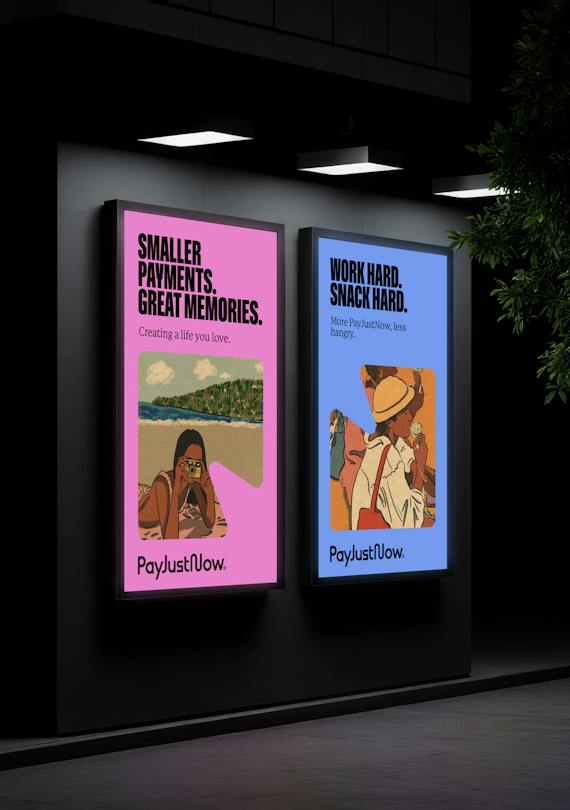 SMALLER
PAYMENTS.
GREAT MEMORIES.
Creating a life you love.
PayJustNow®
WORK HARD.
SNACK HARD.
More PayJustNow, less
hangry.
PayJustNow®